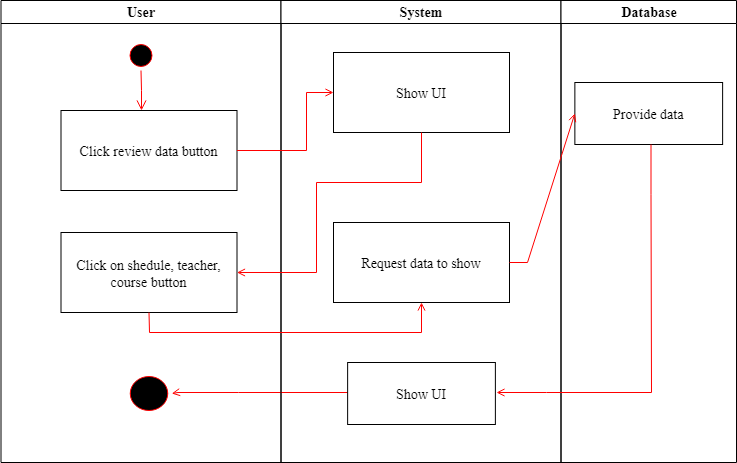 User
System
Database
Show UI
Provide data
Click review data button
Click on shedule, teacher,
course button
Request data to show
Show UI